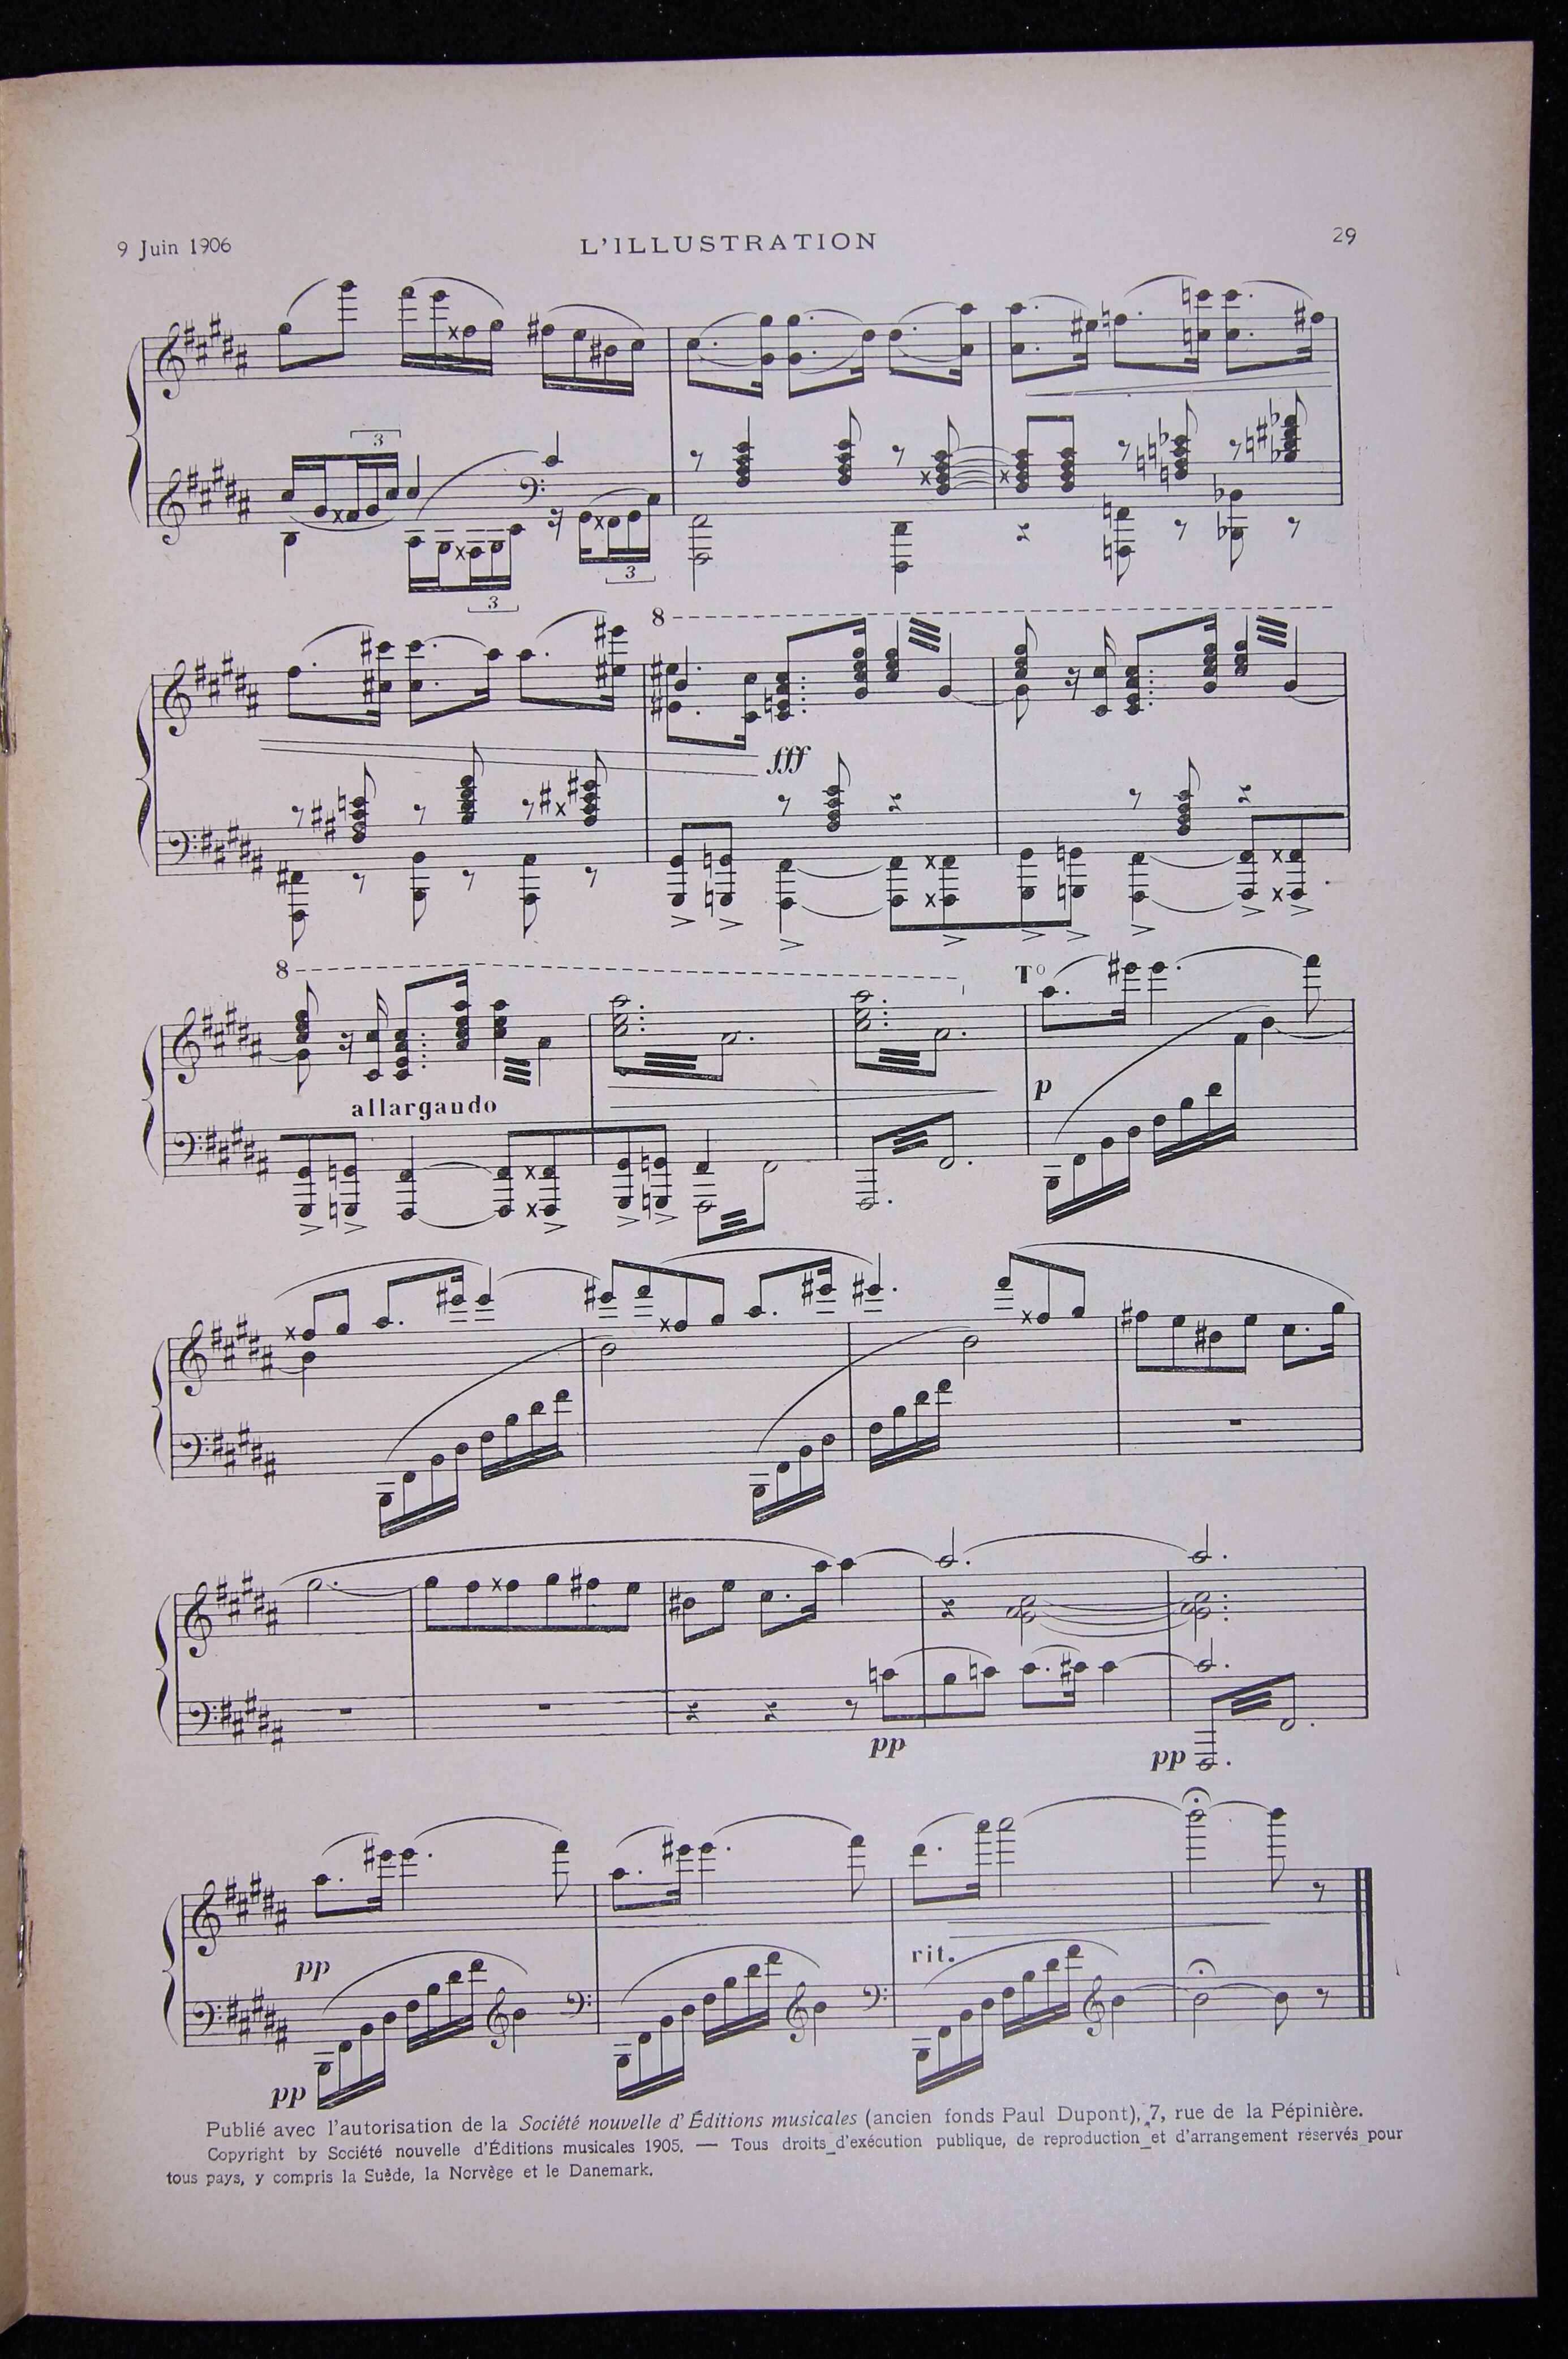 9 Juin 1906
L'ILLUSTRATION
29
3
3
3
8
fff
8
T°
allargando
p
pp
pp
pp
rit.
pp
Publié avec l'autorisation de la Société nouvelle d'Éditions musicales (ancien fonds Paul Dupont), 7, rue de la Pépinière.
Copyright by Société nouvelle d'Éditions musicales 1905. — Tous droits d'exécution publique, de reproduction et d'arrangement réservés pour
tous pays, y compris la Suède, la Norvège et le Danemark.